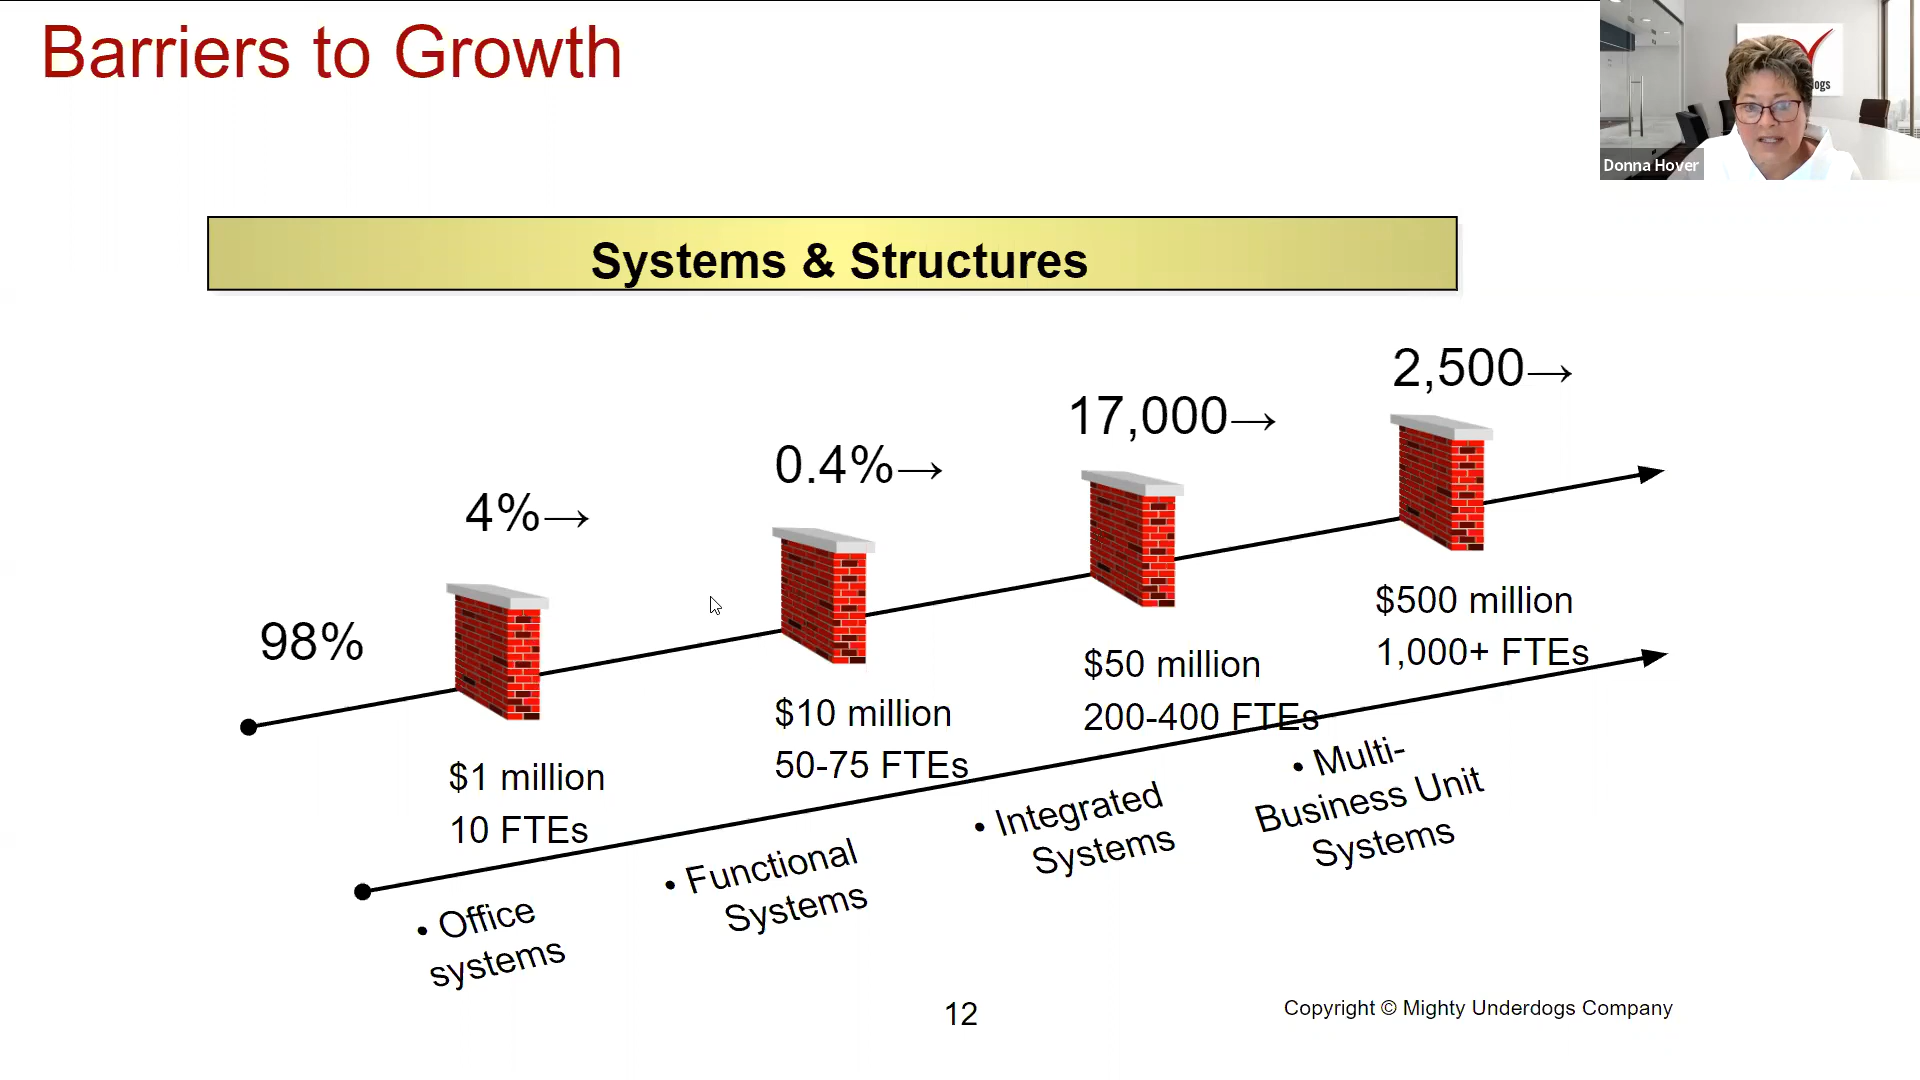 Barriers to Growth
ogs
Donna Hover
Systems & Structures
2,500→
17,000→
0.4%→
4%→
98%
$500 million
1,000+ FTEs
$50 million
200-400 FTEs
$10 million
50-75 FTEs
$1 million
10 FTEs
• Office
systems
• Functional
Systems
• Integrated
Systems
• Multi-
Business Unit
Systems
12
Copyright © Mighty Underdogs Company